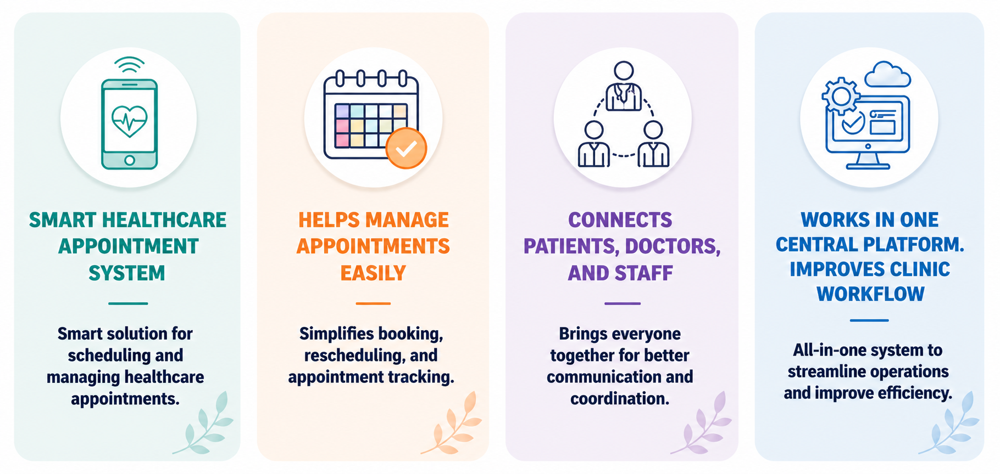 SMART HEALTHCARE
APPOINTMENT
SYSTEM
Smart solution for
scheduling and
managing healthcare
appointments.
HELPS MANAGE
APPOINTMENTS
EASILY
Simplifies booking,
rescheduling, and
appointment tracking.
CONNECTS
PATIENTS, DOCTORS,
AND STAFF
Brings everyone
together for better
communication and
coordination.
WORKS IN ONE
CENTRAL PLATFORM.
IMPROVES CLINIC
WORKFLOW
All-in-one system to
streamline operations
and improve efficiency.